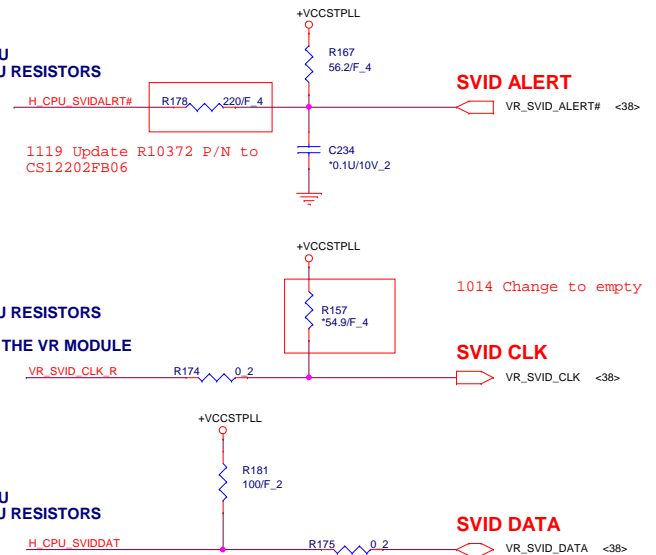 +VCCSTPLL
U
U RESISTORS
R167
56.2/F_4
SVID ALERT
H_CPU_SVIDALRT#
R178
220/F_4
VR_SVID_ALERT# <38>
1119 Update R10372 P/N to
CS12202FB06
C234
*0.1U/10V_2
+VCCSTPLL
1014 Change to empty
U RESISTORS
R157
*54.9/F_4
THE VR MODULE
SVID CLK
VR_SVID_CLK_R
R174
0_2
VR_SVID_CLK <38>
+VCCSTPLL
R181
100/F_2
U
U RESISTORS
SVID DATA
H_CPU_SVIDDAT
R175
0_2
VR_SVID_DATA <38>